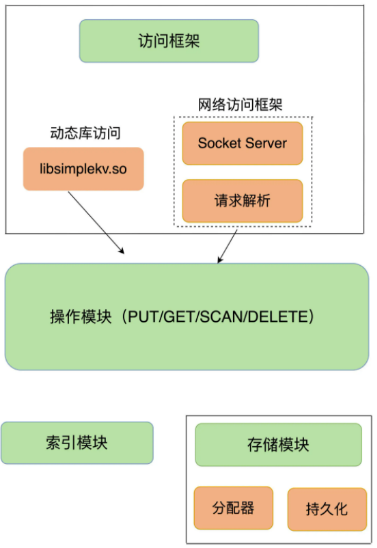 访问框架
网络访问框架
动态库访问
Socket Server
libsimplekv.so
请求解析
操作模块（PUT/GET/SCAN/DELETE）
索引模块
存储模块
分配器
持久化